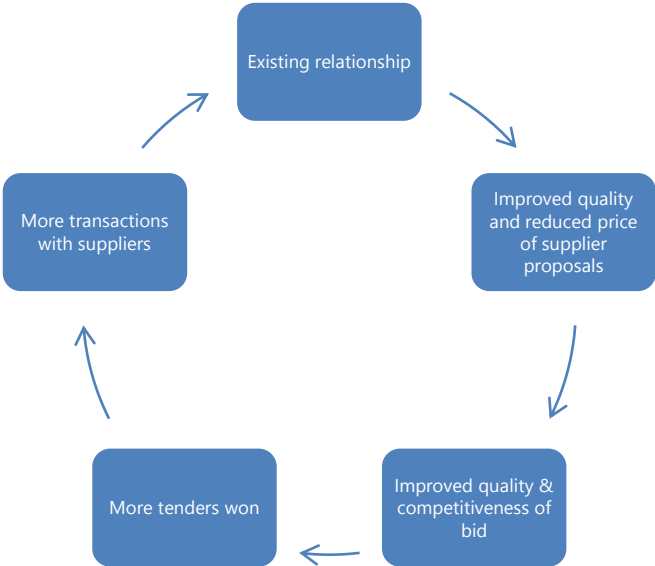 Existing relationship
Improved quality
and reduced price
of supplier
proposals
Improved quality &
competitiveness of
bid
More tenders won
More transactions
with suppliers